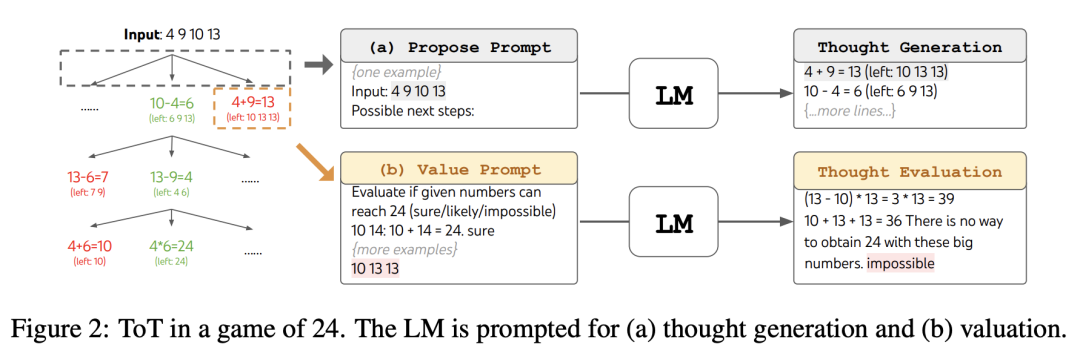 Input: 4 9 10 13
......
10-4=6
(left: 6 9 13)
4+9=13
(left: 10 13 13)
13-6=7
(left: 7 9)
13-9=4
(left: 4 6)
......
4+6=10
(left: 10)
4*6=24
(left: 24)
......
(a) Propose Prompt
{one example}
Input: 4 9 10 13
Possible next steps:
LM
Thought Generation
4 + 9 = 13 (left: 10 13 13)
10 - 4 = 6 (left: 6 9 13)
{...more lines...}
(b) Value Prompt
Evaluate if given numbers can
reach 24 (sure/likely/impossible)
10 14: 10 + 14 = 24. sure
{more examples}
10 13 13
LM
Thought Evaluation
(13 - 10) * 13 = 3 * 13 = 39
10 + 13 + 13 = 36 There is no way
to obtain 24 with these big
numbers. impossible
Figure 2: ToT in a game of 24. The LM is prompted for (a) thought generation and (b) valuation.